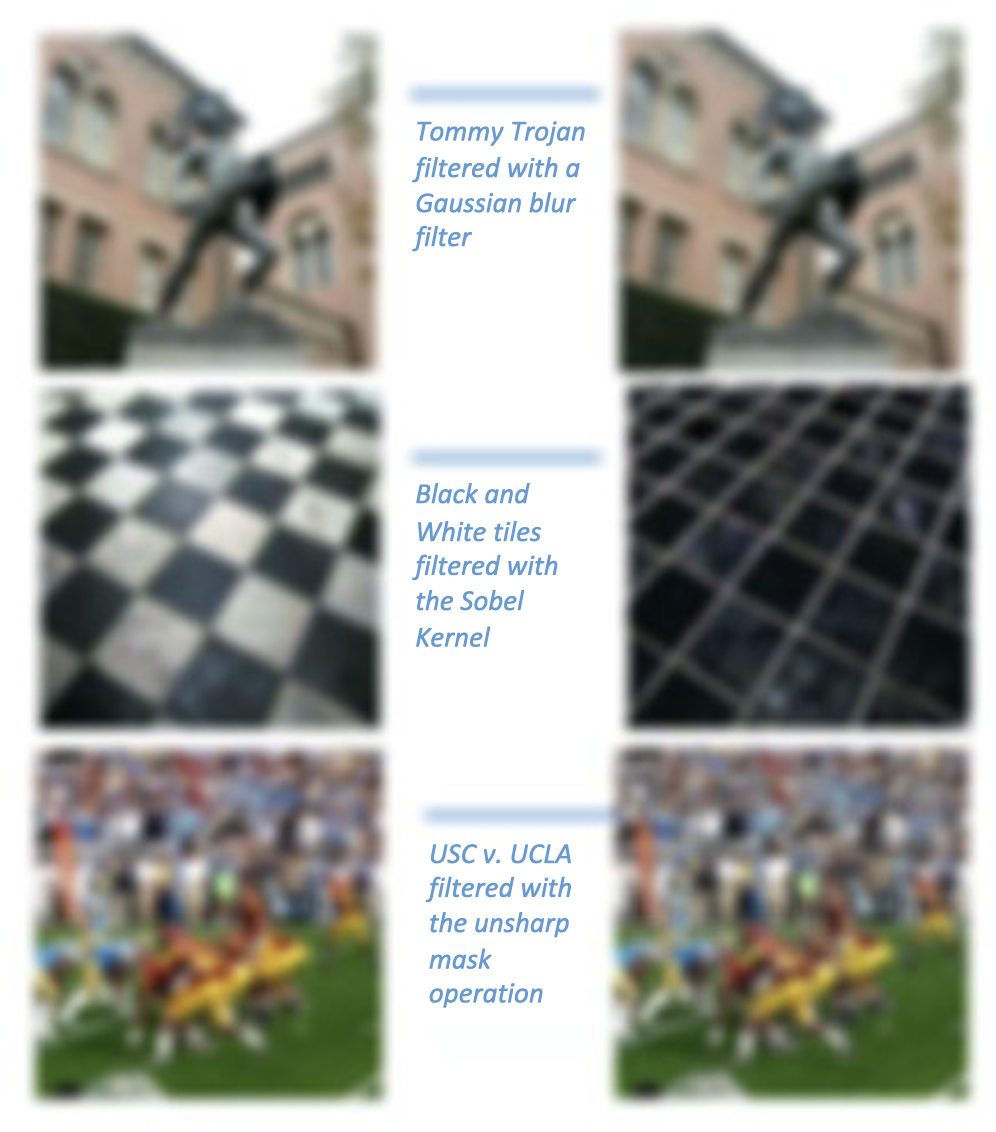 Tommy Trojan
filtered with a
Gaussian blur
filter
Black and
White tiles
filtered with
the Sobel
Kernel
USC v. UCLA
filtered with
the unsharp
mask
operation